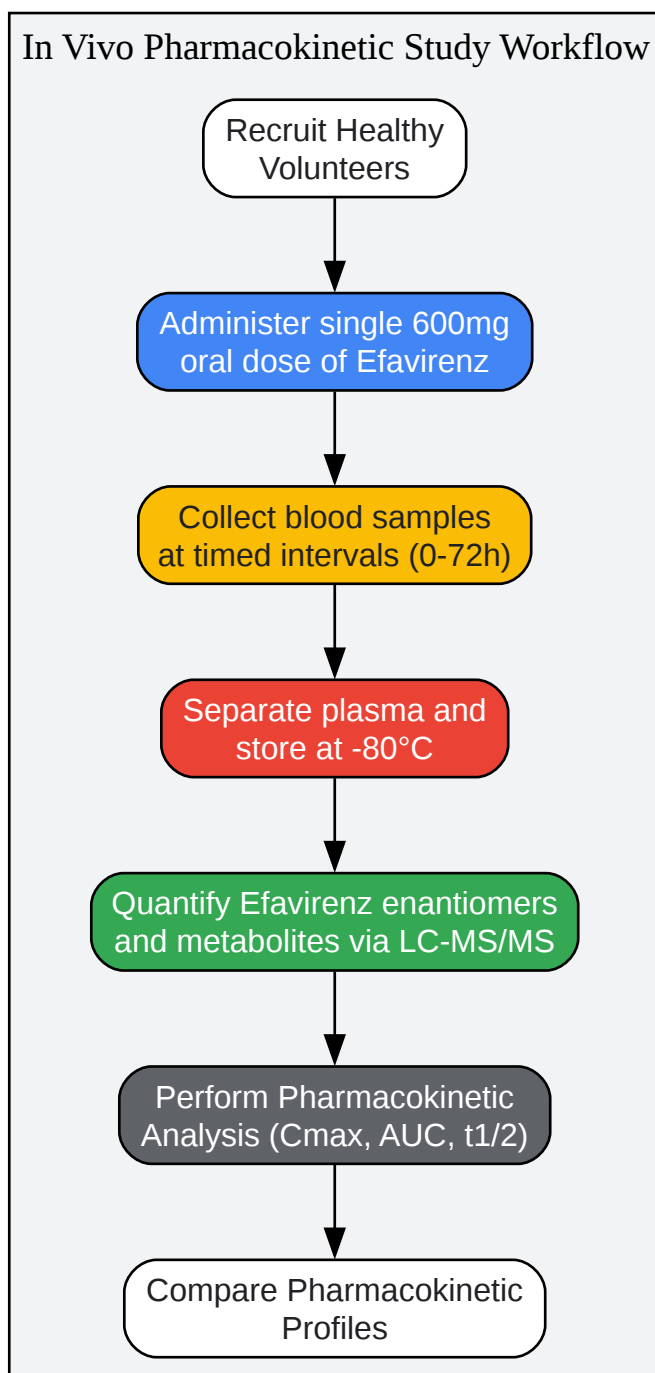 In Vivo Pharmacokinetic Study Workflow
Recruit Healthy
Volunteers
Administer single 600mg
oral dose of Efavirenz
Collect blood samples
at timed intervals (0-72h)
Separate plasma and
store at -80°C
Quantify Efavirenz enantiomers
and metabolites via LC-MS/MS
Perform Pharmacokinetic
Analysis (Cmax, AUC, t1/2)
Compare Pharmacokinetic
Profiles